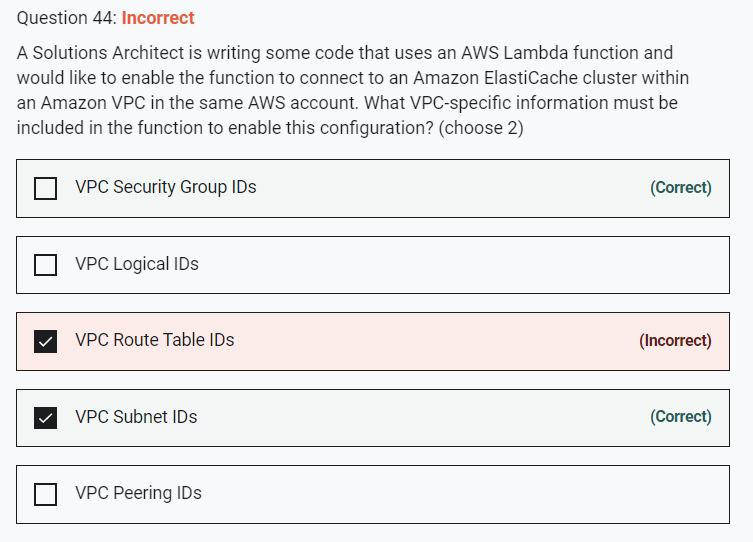 Question 44: Incorrect
A Solutions Architect is writing some code that uses an AWS Lambda function and
would like to enable the function to connect to an Amazon ElastiCache cluster within
an Amazon VPC in the same AWS account. What VPC-specific information must be
included in the function to enable this configuration? (choose 2)
VPC Security Group IDs (Correct)
VPC Logical IDs
VPC Route Table IDs (Incorrect)
VPC Subnet IDs (Correct)
VPC Peering IDs